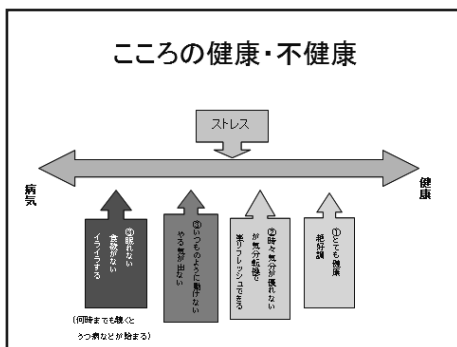 こころの健康・不健康
ストレス
病気
健康
③眠れない
食欲がない
イライラする
③いつものように働けない
やる気が出ない
②時々気分が優れない
が気分転換で
リフレッシュできる
①とても健康
絶好調
(何時までも続くと
うつ病などが始まる)